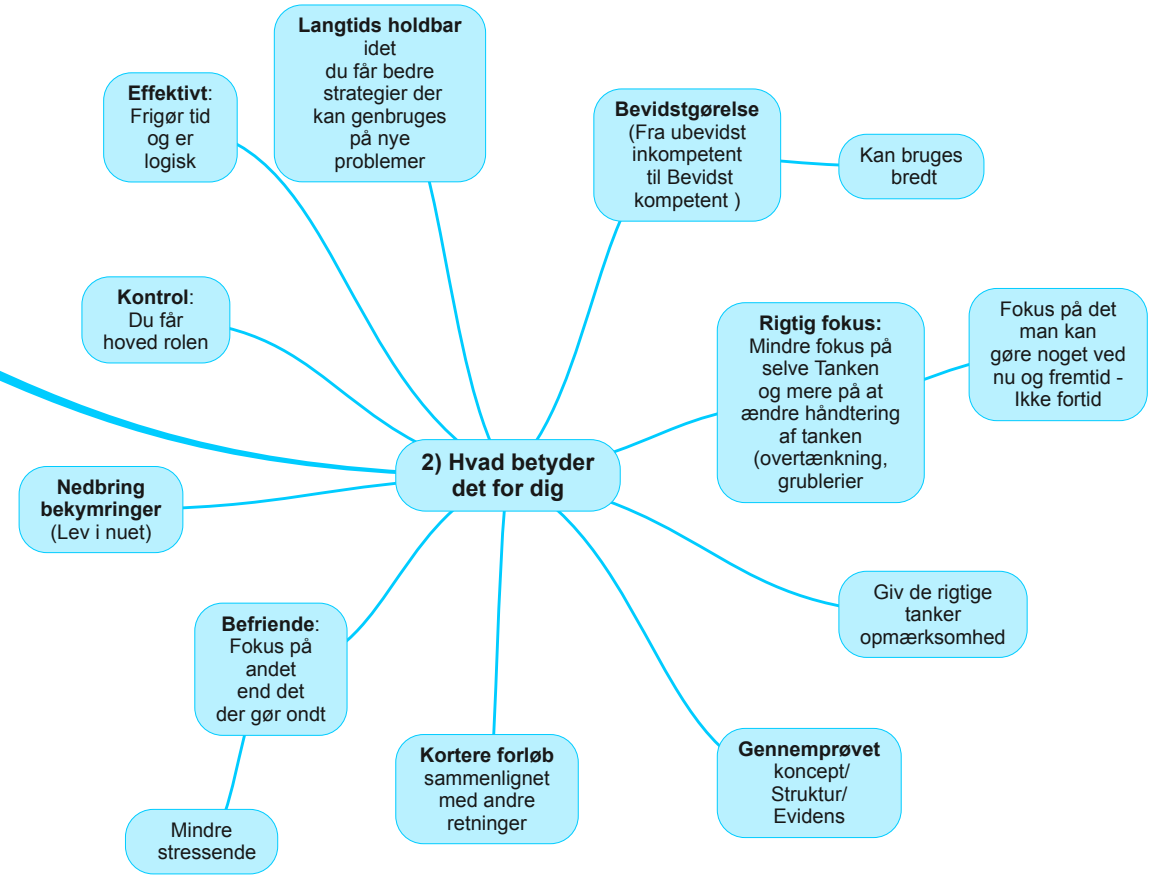 Langtids holdbar
idet
du får bedre
strategier der
kan genbruges
på nye
problemer
Effektivt:
Frigør tid
og er
logisk
Bevidstgørelse
(Fra ubevidst
inkompetent
til Bevidst
kompetent )
Kan bruges
bredt
Kontrol:
Du får
hoved rolen
Rigtig fokus:
Mindre fokus på
selve Tanken
og mere på at
ændre håndtering
af tanken
(overtænkning,
grublerier
Fokus på det
man kan
gøre noget ved
nu og fremtid -
Ikke fortid
2) Hvad betyder
det for dig
Nedbring
bekymringer
(Lev i nuet)
Giv de rigtige
tanker
opmærksomhed
Befriende:
Fokus på
andet
end det
der gør ondt
Mindre
stressende
Kortere forløb
sammenlignet
med andre
retninger
Gennemprøvet
koncept/
Struktur/
Evidens